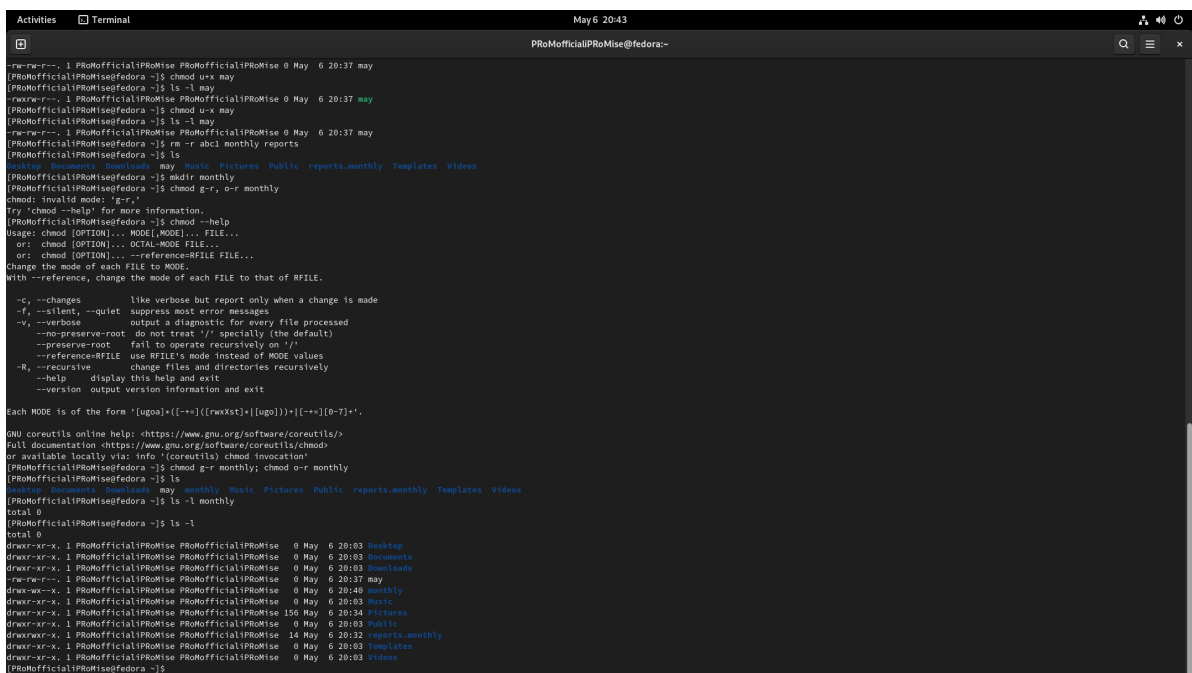 Activities Terminal May 6 20:43
PRoMofficialiPRoMise@fedora:~
-rw-rw-r--. 1 PRoMofficialiPRoMise PRoMofficialiPRoMise 0 May  6 20:37 may
[PRoMofficialiPRoMise@fedora ~]$ chmod u+x may
[PRoMofficialiPRoMise@fedora ~]$ ls -l may
-rwxrw-r--. 1 PRoMofficialiPRoMise PRoMofficialiPRoMise 0 May  6 20:37 may
[PRoMofficialiPRoMise@fedora ~]$ chmod u-x may
[PRoMofficialiPRoMise@fedora ~]$ ls -l may
-rw-rw-r--. 1 PRoMofficialiPRoMise PRoMofficialiPRoMise 0 May  6 20:37 may
[PRoMofficialiPRoMise@fedora ~]$ rm -r abc1 monthly reports
[PRoMofficialiPRoMise@fedora ~]$ ls
Desktop  Documents  Downloads  may  Music  Pictures  Public  reports.monthly  Templates  Videos
[PRoMofficialiPRoMise@fedora ~]$ mkdir monthly
[PRoMofficialiPRoMise@fedora ~]$ chmod g-r, o-r monthly
chmod: invalid mode: 'g-r,'
Try 'chmod --help' for more information.
[PRoMofficialiPRoMise@fedora ~]$ chmod --help
Usage: chmod [OPTION]... MODE[,MODE]... FILE...
  or:  chmod [OPTION]... OCTAL-MODE FILE...
  or:  chmod [OPTION]... --reference=RFILE FILE...
Change the mode of each FILE to MODE.
With --reference, change the mode of each FILE to that of RFILE.
  -c, --changes          like verbose but report only when a change is made
  -f, --silent, --quiet  suppress most error messages
  -v, --verbose          output a diagnostic for every file processed
      --no-preserve-root  do not treat '/' specially (the default)
      --preserve-root    fail to operate recursively on '/'
      --reference=RFILE  use RFILE's mode instead of MODE values
  -R, --recursive        change files and directories recursively
      --help     display this help and exit
      --version  output version information and exit
Each MODE is of the form '[ugoa]*([-+=]([rwxXst]*|[ugo]))+|[-+=][0-7]+'.
GNU coreutils online help: <https://www.gnu.org/software/coreutils/>
Full documentation <https://www.gnu.org/software/coreutils/chmod>
or available locally via: info '(coreutils) chmod invocation'
[PRoMofficialiPRoMise@fedora ~]$ chmod g-r monthly; chmod o-r monthly
[PRoMofficialiPRoMise@fedora ~]$ ls
Desktop  Documents  Downloads  may  monthly  Music  Pictures  Public  reports.monthly  Templates  Videos
[PRoMofficialiPRoMise@fedora ~]$ ls -l monthly
total 0
[PRoMofficialiPRoMise@fedora ~]$ ls -l
total 0
drwxr-xr-x. 1 PRoMofficialiPRoMise PRoMofficialiPRoMise   0 May  6 20:03 Desktop
drwxr-xr-x. 1 PRoMofficialiPRoMise PRoMofficialiPRoMise   0 May  6 20:03 Documents
drwxr-xr-x. 1 PRoMofficialiPRoMise PRoMofficialiPRoMise   0 May  6 20:03 Downloads
-rw-rw-r--. 1 PRoMofficialiPRoMise PRoMofficialiPRoMise   0 May  6 20:37 may
drwx-wx--x. 1 PRoMofficialiPRoMise PRoMofficialiPRoMise   0 May  6 20:40 monthly
drwxr-xr-x. 1 PRoMofficialiPRoMise PRoMofficialiPRoMise   0 May  6 20:03 Music
drwxr-xr-x. 1 PRoMofficialiPRoMise PRoMofficialiPRoMise 156 May  6 20:34 Pictures
drwxr-xr-x. 1 PRoMofficialiPRoMise PRoMofficialiPRoMise   0 May  6 20:03 Public
drwxrwxr-x. 1 PRoMofficialiPRoMise PRoMofficialiPRoMise  14 May  6 20:32 reports.monthly
drwxr-xr-x. 1 PRoMofficialiPRoMise PRoMofficialiPRoMise   0 May  6 20:03 Templates
drwxr-xr-x. 1 PRoMofficialiPRoMise PRoMofficialiPRoMise   0 May  6 20:03 Videos
[PRoMofficialiPRoMise@fedora ~]$